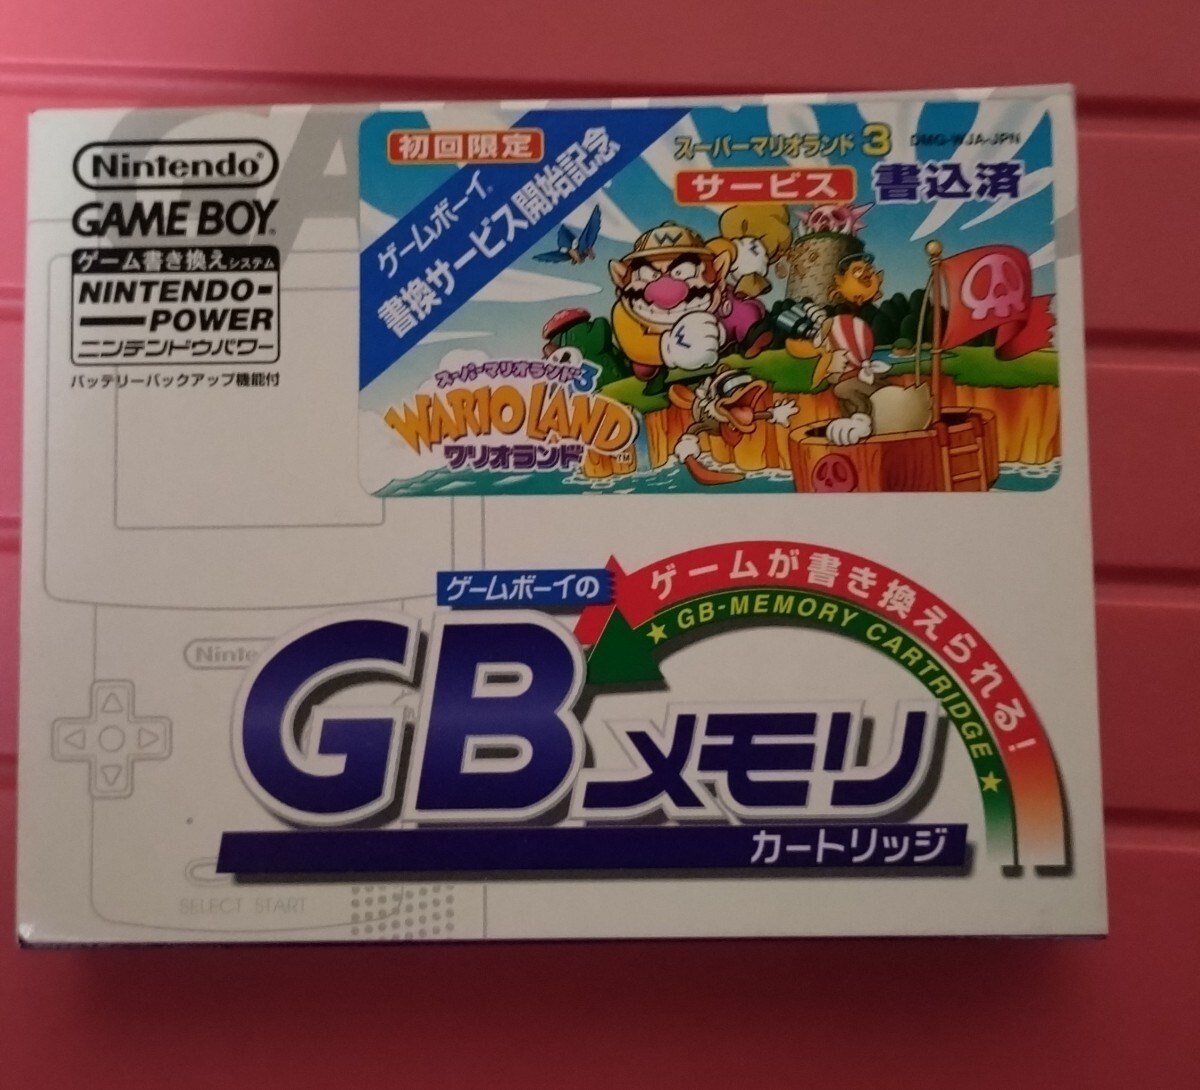 Nintendo®
GAME BOY®
ゲーム書き換えシステム
NINTENDO-
POWER
ニンテンドウパワー
バッテリーバックアップ機能付
初回限定
ゲームボーイ®
書換サービス開始記念
スーパーマリオランド3
DMG-WJA-JPN
サービス
書込済
スーパーマリオランド3
WARIO LAND
ワリオランド
TM
ゲームボーイの
ゲームが書き換えられる!
★GB-MEMORY CARTRIDGE★
GBメモリ
カートリッジ
Ninte
SELECT START